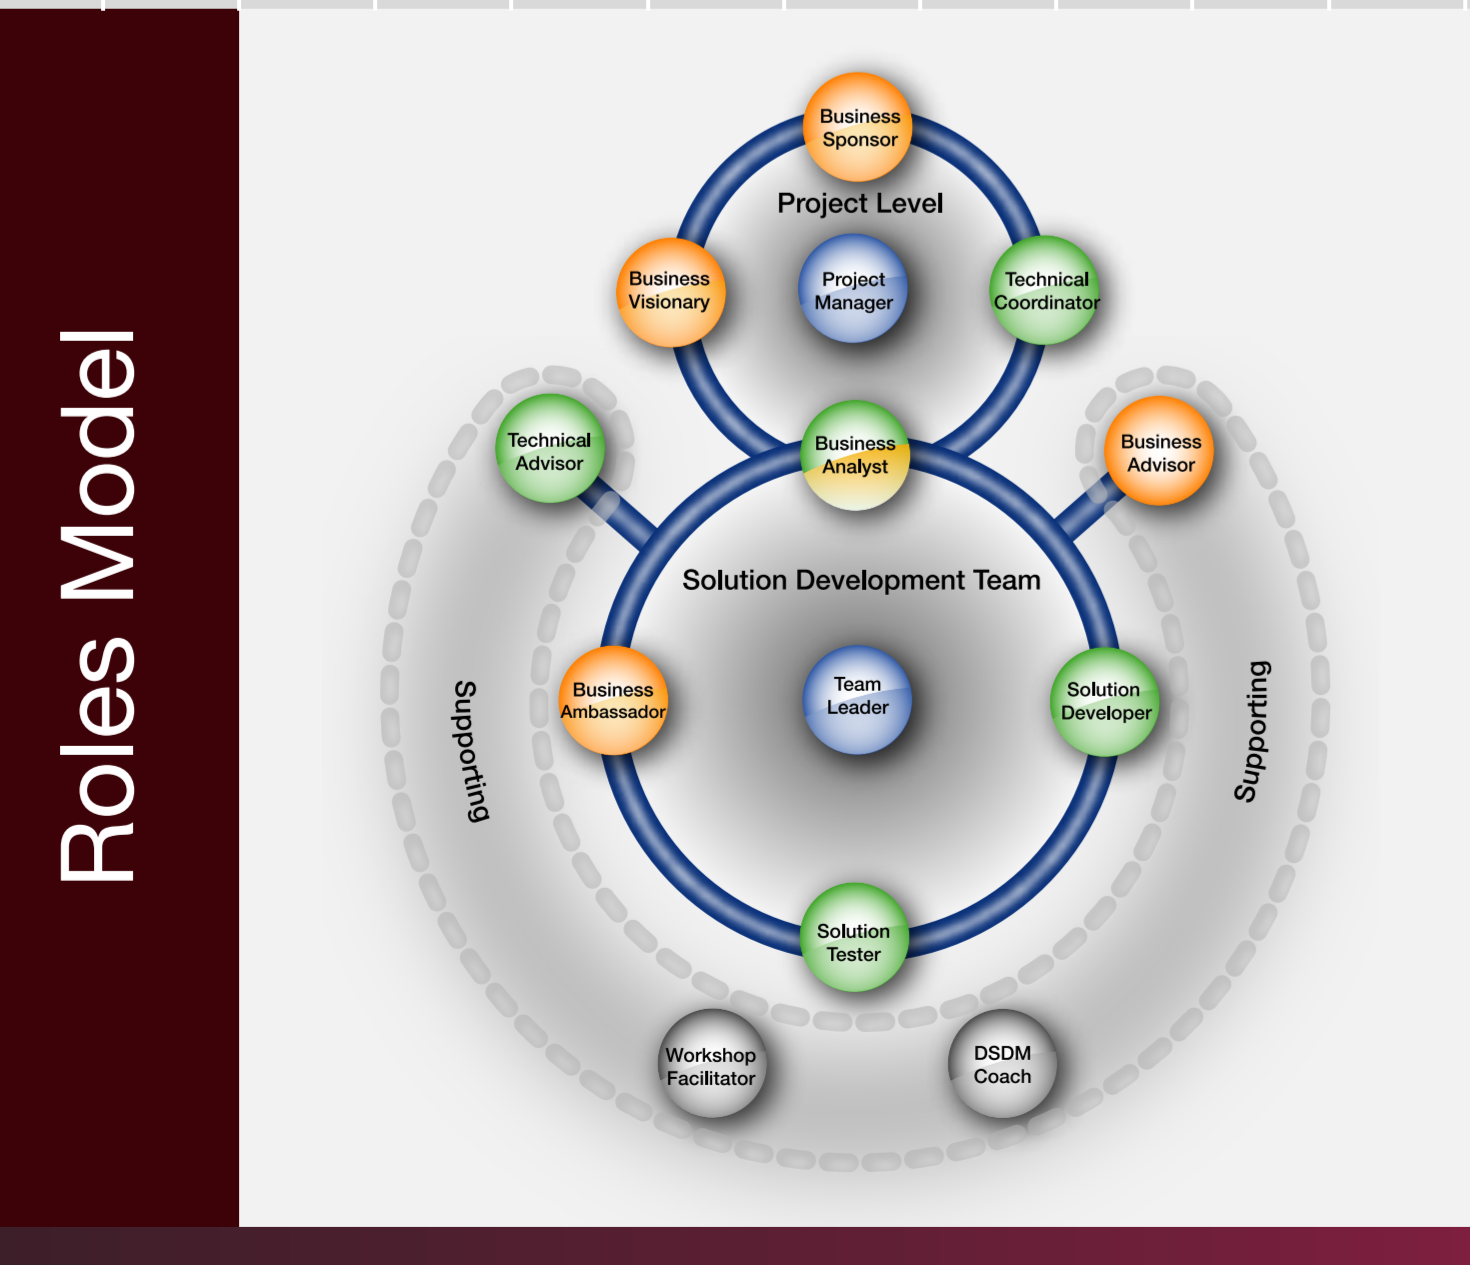 Roles Model
Business
Sponsor
Project Level
Business
Visionary
Project
Manager
Technical
Coordinator
Technical
Advisor
Business
Analyst
Business
Advisor
Solution Development Team
Business
Ambassador
Team
Leader
Solution
Developer
Supporting
Supporting
Solution
Tester
Workshop
Facilitator
DSDM
Coach